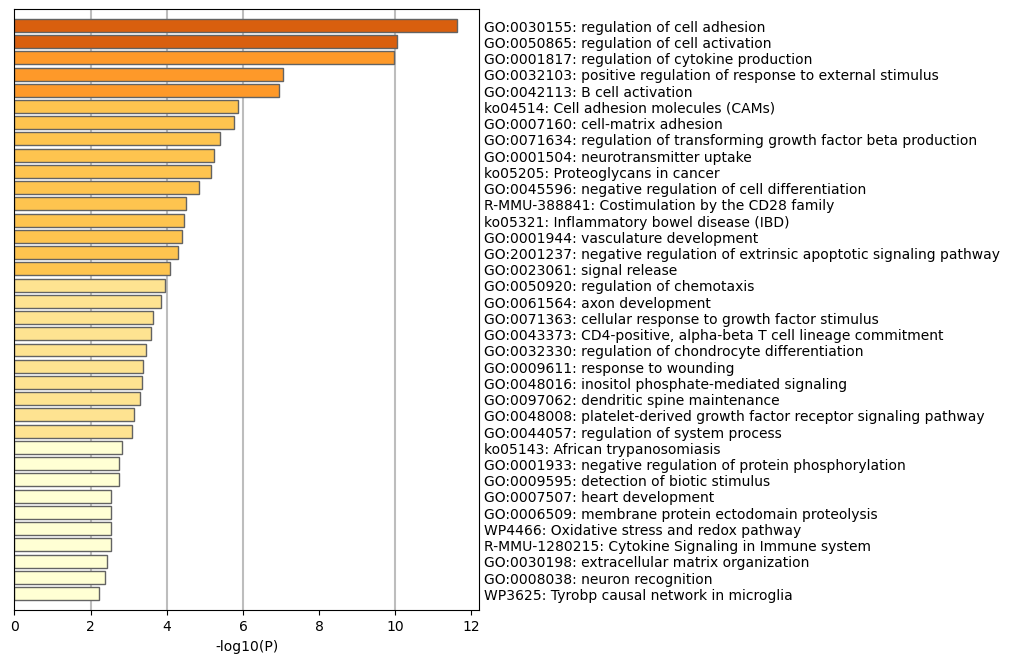 GO:0030155: regulation of cell adhesion
GO:0050865: regulation of cell activation
GO:0001817: regulation of cytokine production
GO:0032103: positive regulation of response to external stimulus
GO:0042113: B cell activation
ko04514: Cell adhesion molecules (CAMs)
GO:0007160: cell-matrix adhesion
GO:0071634: regulation of transforming growth factor beta production
GO:0001504: neurotransmitter uptake
ko05205: Proteoglycans in cancer
GO:0045596: negative regulation of cell differentiation
R-MMU-388841: Costimulation by the CD28 family
ko05321: Inflammatory bowel disease (IBD)
GO:0001944: vasculature development
GO:2001237: negative regulation of extrinsic apoptotic signaling pathway
GO:0023061: signal release
GO:0050920: regulation of chemotaxis
GO:0061564: axon development
GO:0071363: cellular response to growth factor stimulus
GO:0043373: CD4-positive, alpha-beta T cell lineage commitment
GO:0032330: regulation of chondrocyte differentiation
GO:0009611: response to wounding
GO:0048016: inositol phosphate-mediated signaling
GO:0097062: dendritic spine maintenance
GO:0048008: platelet-derived growth factor receptor signaling pathway
GO:0044057: regulation of system process
ko05143: African trypanosomiasis
GO:0001933: negative regulation of protein phosphorylation
GO:0009595: detection of biotic stimulus
GO:0007507: heart development
GO:0006509: membrane protein ectodomain proteolysis
WP4466: Oxidative stress and redox pathway
R-MMU-1280215: Cytokine Signaling in Immune system
GO:0030198: extracellular matrix organization
GO:0008038: neuron recognition
WP3625: Tyrobp causal network in microglia
0 2 4 6 8 10 12
-log10(P)